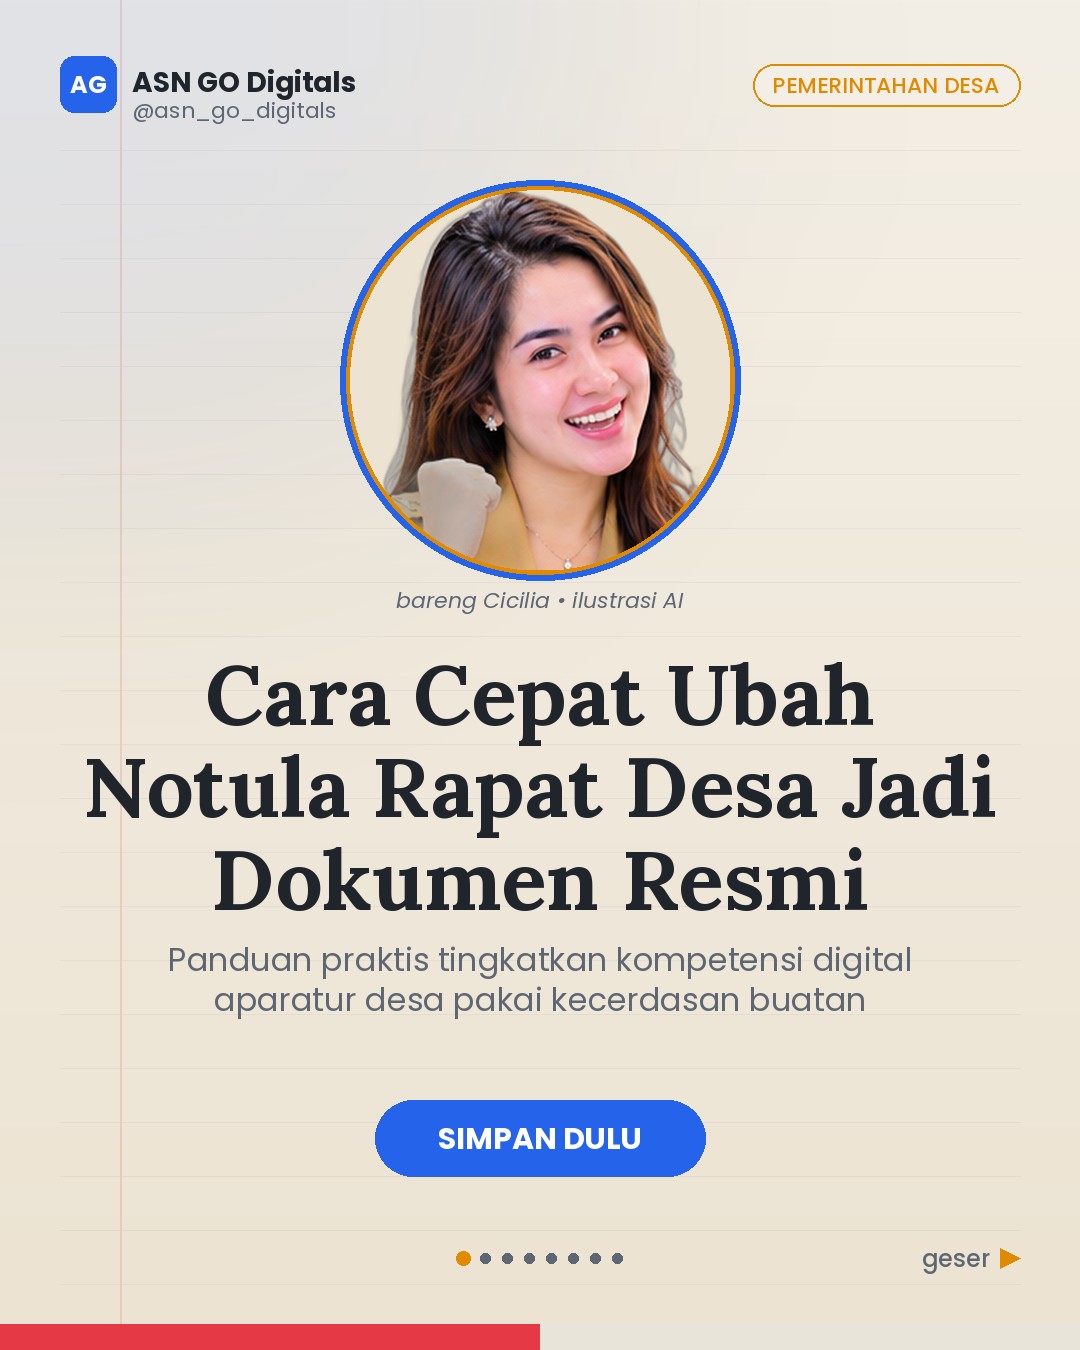 AG
ASN GO Digitals
@asn_go_digitals
PEMERINTAHAN DESA
bareng Cicilia • ilustrasi AI
Cara Cepat Ubah
Notula Rapat Desa Jadi
Dokumen Resmi
Panduan praktis tingkatkan kompetensi digital
aparatur desa pakai kecerdasan buatan
SIMPAN DULU
geser